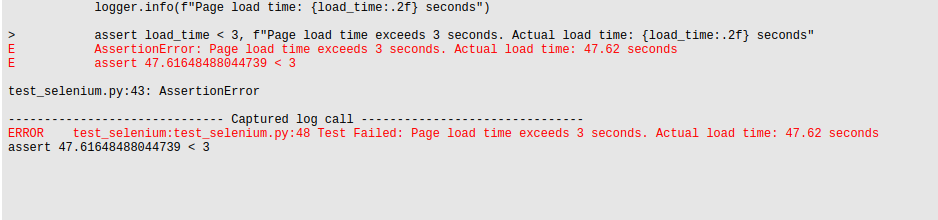 logger.info(f"Page load time: {load_time:.2f} seconds")
> assert load_time < 3, f"Page load time exceeds 3 seconds. Actual load time: {load_time:.2f} seconds"
E AssertionError: Page load time exceeds 3 seconds. Actual load time: 47.62 seconds
E assert 47.61648488044739 < 3
test_selenium.py:43: AssertionError
------------------------------ Captured log call -------------------------------
ERROR test_selenium:test_selenium.py:48 Test Failed: Page load time exceeds 3 seconds. Actual load time: 47.62 seconds
assert 47.61648488044739 < 3